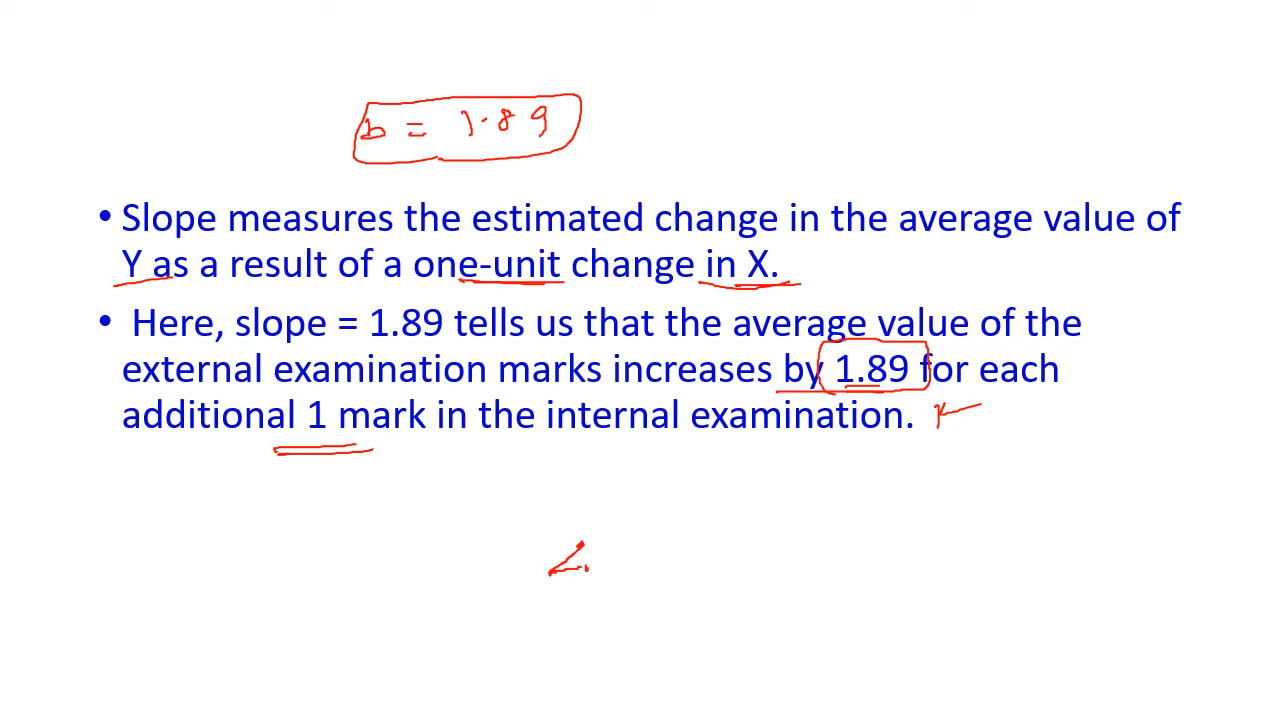 b = 1.89
• Slope measures the estimated change in the average value of
Y as a result of a one-unit change in X.
• Here, slope = 1.89 tells us that the average value of the
external examination marks increases by 1.89 for each
additional 1 mark in the internal examination.